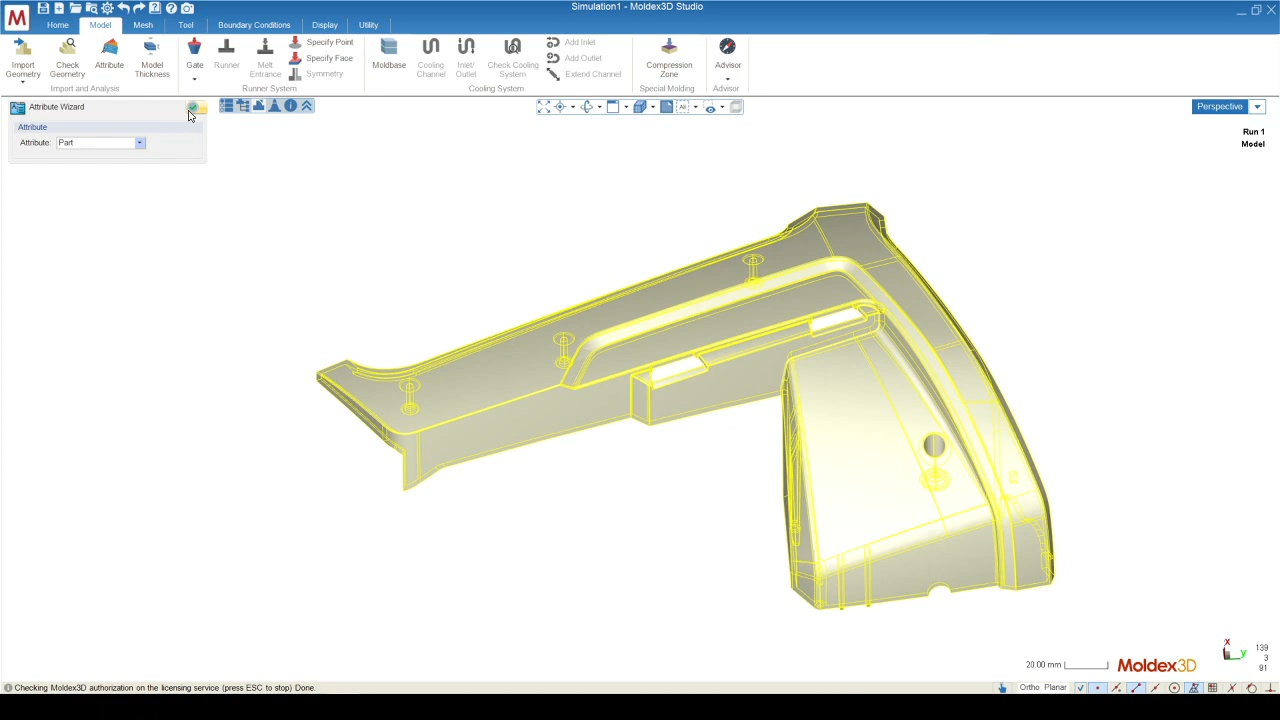 Simulation1 - Moldex3D Studio
M
Home Model Mesh Tool Boundary Conditions Display Utility
Import Geometry
Check Geometry
Attribute
Model Thickness
Import and Analysis
Gate
Runner
Melt Entrance
Specify Point
Specify Face
Symmetry
Runner System
Moldbase
Cooling Channel
Inlet/ Outlet
Check Cooling System
Add Inlet
Add Outlet
Extend Channel
Cooling System
Compression Zone
Special Molding
Advisor
Advisor
Attribute Wizard
Attribute
Attribute: Part
All
Perspective
Run 1
Model
20.00 mm
Moldex3D
X
y
139
3
91
Checking Moldex3D authorization on the licensing service (press ESC to stop) Done.
Ortho Planar